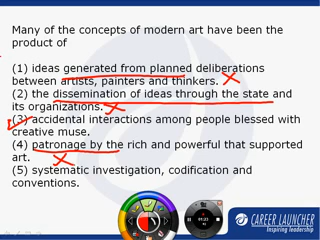 Many of the concepts of modern art have been the
product of
(1) ideas generated from planned deliberations
between artists, painters and thinkers.
(2) the dissemination of ideas through the state and
its organizations.
(3) accidental interactions among people blessed with
creative muse.
(4) patronage by the rich and powerful that supported
art.
(5) systematic investigation, codification and
conventions.
CAREER LAUNCHER
Inspiring leadership